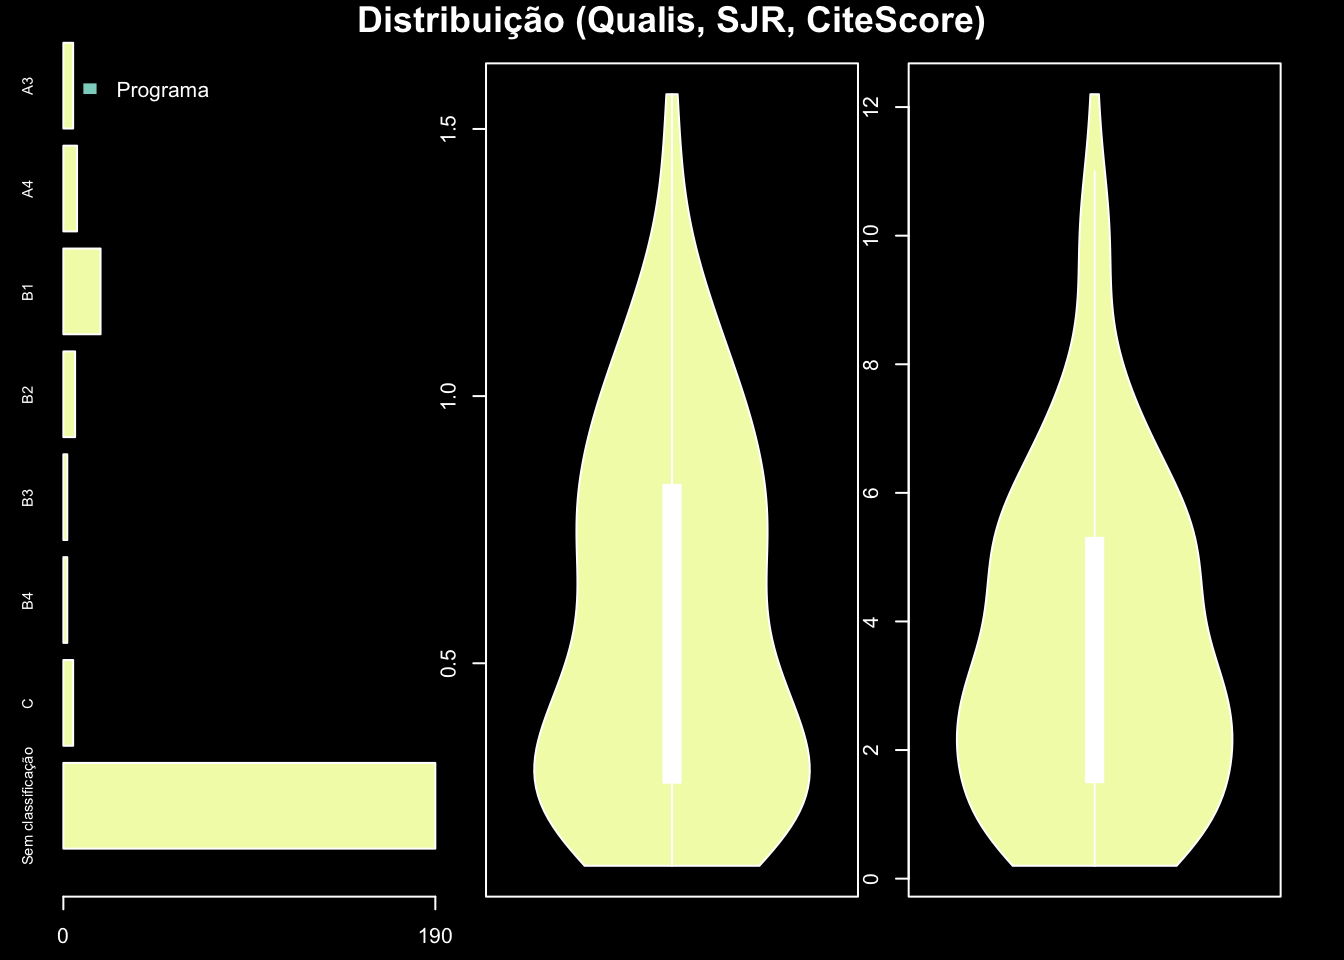 Distribuição (Qualis, SJR, CiteScore)
Programa
A3
A4
B1
B2
B3
B4
C
Sem classificação
0
190
1.5
1.0
0.5
12
10
8
6
4
2
0